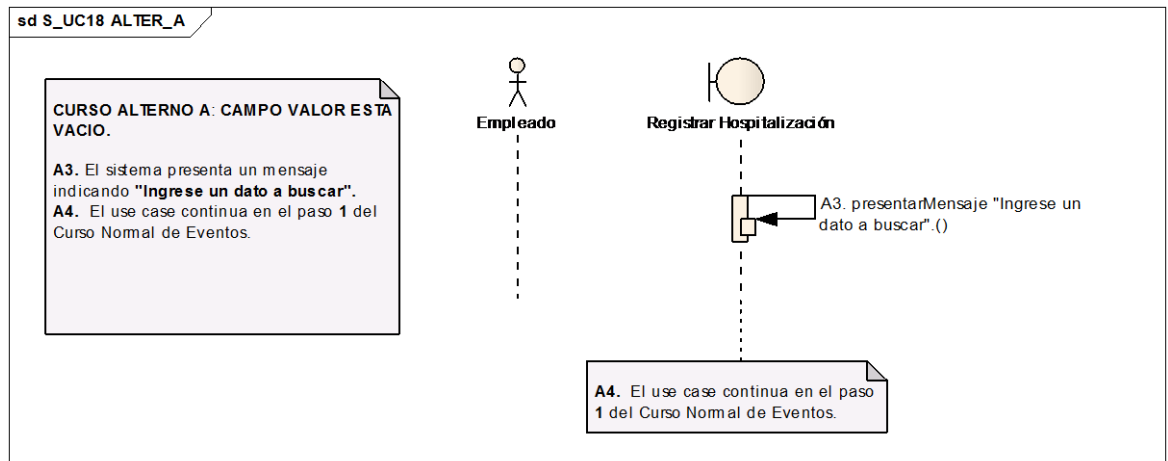 sd S_UC18 ALTER_A
CURSO ALTERNO A: CAMPO VALOR ESTA
VACIO.
A3. El sistema presenta un mensaje
indicando "Ingrese un dato a buscar".
A4. El use case continua en el paso 1 del
Curso Normal de Eventos.
Empleado
Registrar Hospitalización
A3. presentarMensaje "Ingrese un
dato a buscar".()
A4. El use case continua en el paso
1 del Curso Normal de Eventos.